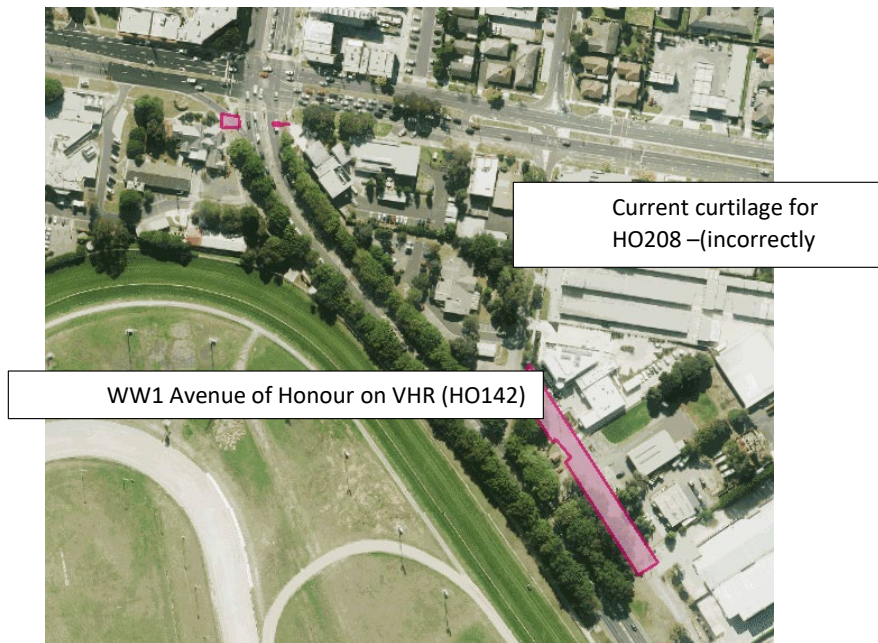 Current curtilage for
HO208 –(incorrectly
WW1 Avenue of Honour on VHR (HO142)